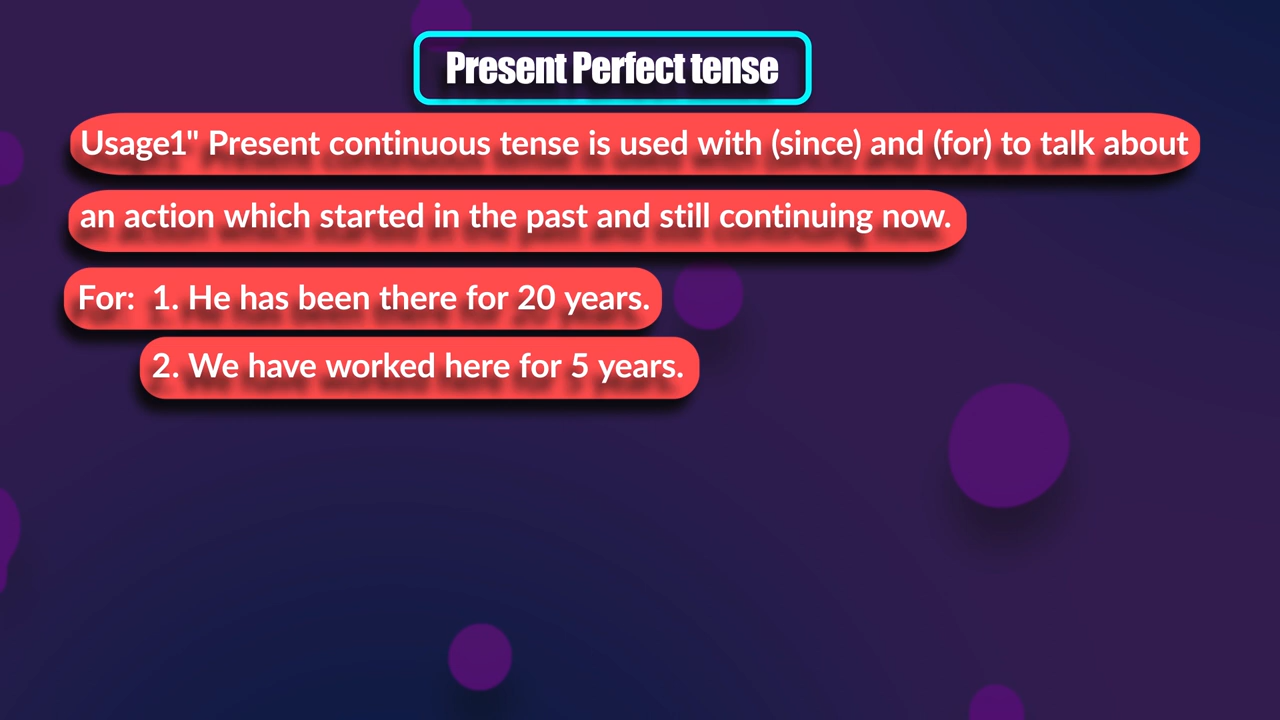 Present Perfect tense
Usage1" Present continuous tense is used with (since) and (for) to talk about
an action which started in the past and still continuing now.
For: 1. He has been there for 20 years.
2. We have worked here for 5 years.